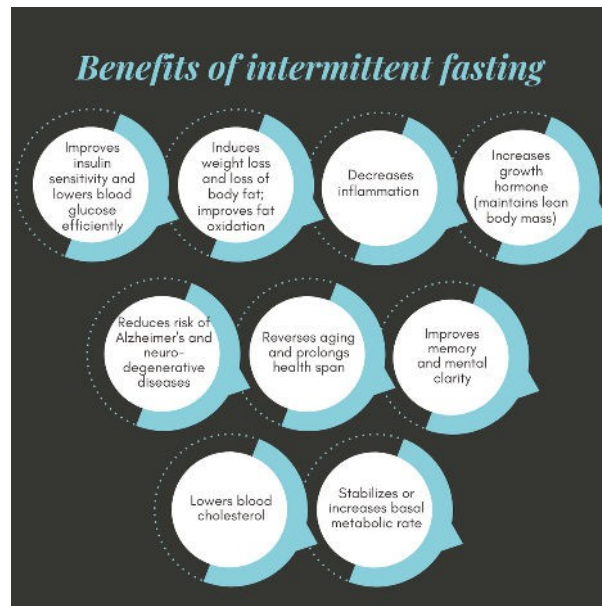 Benefits of intermittent fasting
Improves
insulin
sensitivity and
lowers blood
glucose
efficiently
Induces
weight loss
and loss of
body fat;
improves fat
oxidation
Decreases
inflammation
Increases
growth
hormone
(maintains lean
body mass)
Reduces risk of
Alzheimer's and
neuro-
degenerative
diseases
Reverses aging
and prolongs
health span
Improves
memory
and mental
clarity
Lowers blood
cholesterol
Stabilizes or
increases basal
metabolic rate